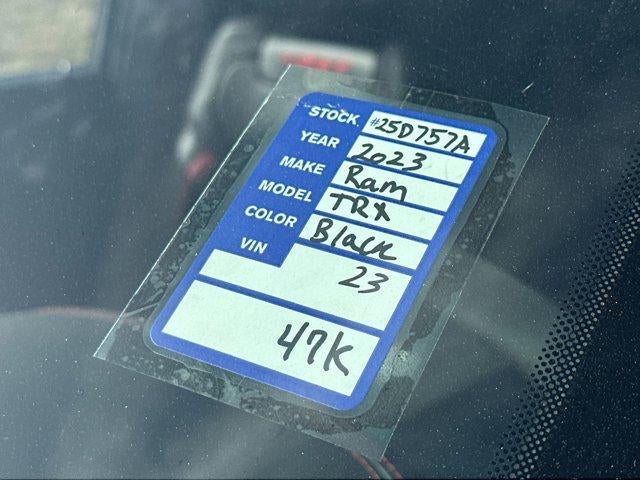 STOCK #25D757A
YEAR 2023
MAKE Ram
MODEL TRX
COLOR Black
VIN 23
47K